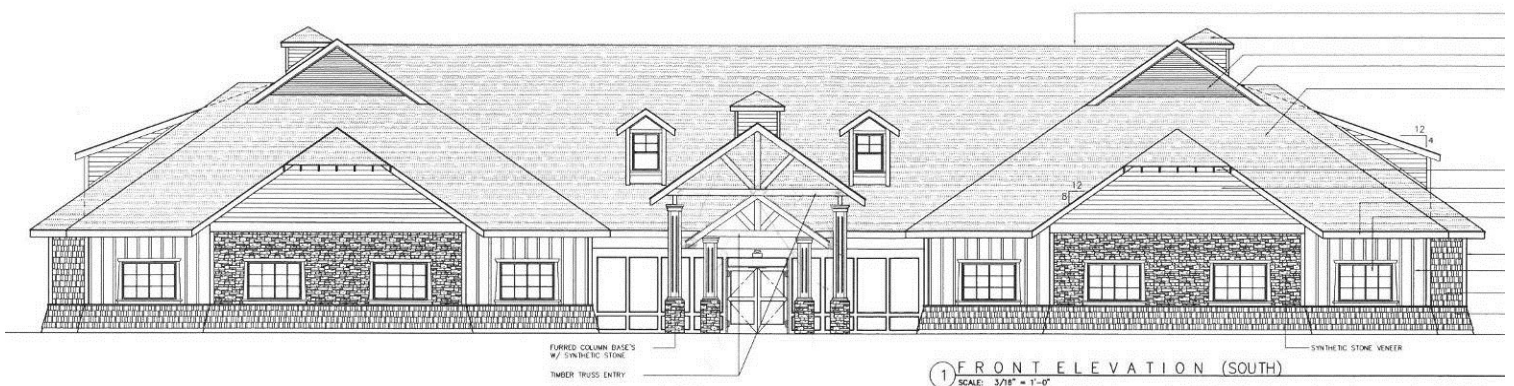 12
4
12
8
FURRED COLUMN BASE'S
W/ SYNTHETIC STONE
TIMBER TRUSS ENTRY
SYNTHETIC STONE VENEER
1 FRONT ELEVATION (SOUTH)
SCALE: 3/16" = 1'-0"